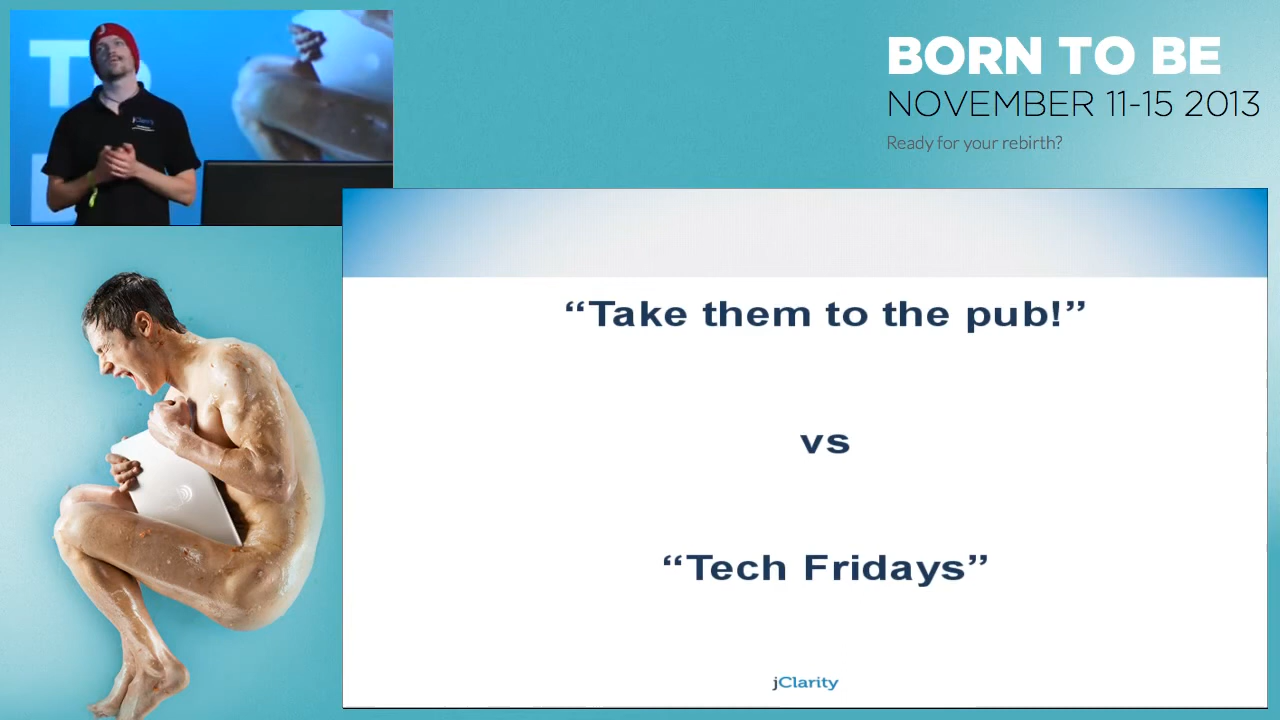 BORN TO BE
NOVEMBER 11-15 2013
Ready for your rebirth?
jClarity
“Take them to the pub!”
vs
“Tech Fridays”
jClarity